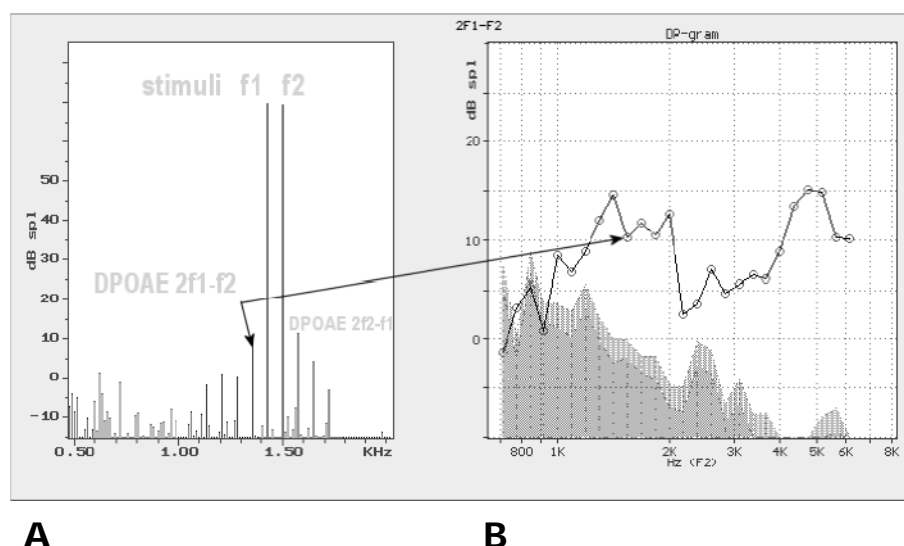 2F1-F2
DP-gram
stimuli f1 f2
dB spl
50
40
30
20
10
0
-10
DPOAE 2f1-f2
DPOAE 2f2-f1
0.50 1.00 1.50 KHz
dB spl
20
10
0
800 1K 2K 3K 4K 5K 6K 8K
Hz (F2)
A B